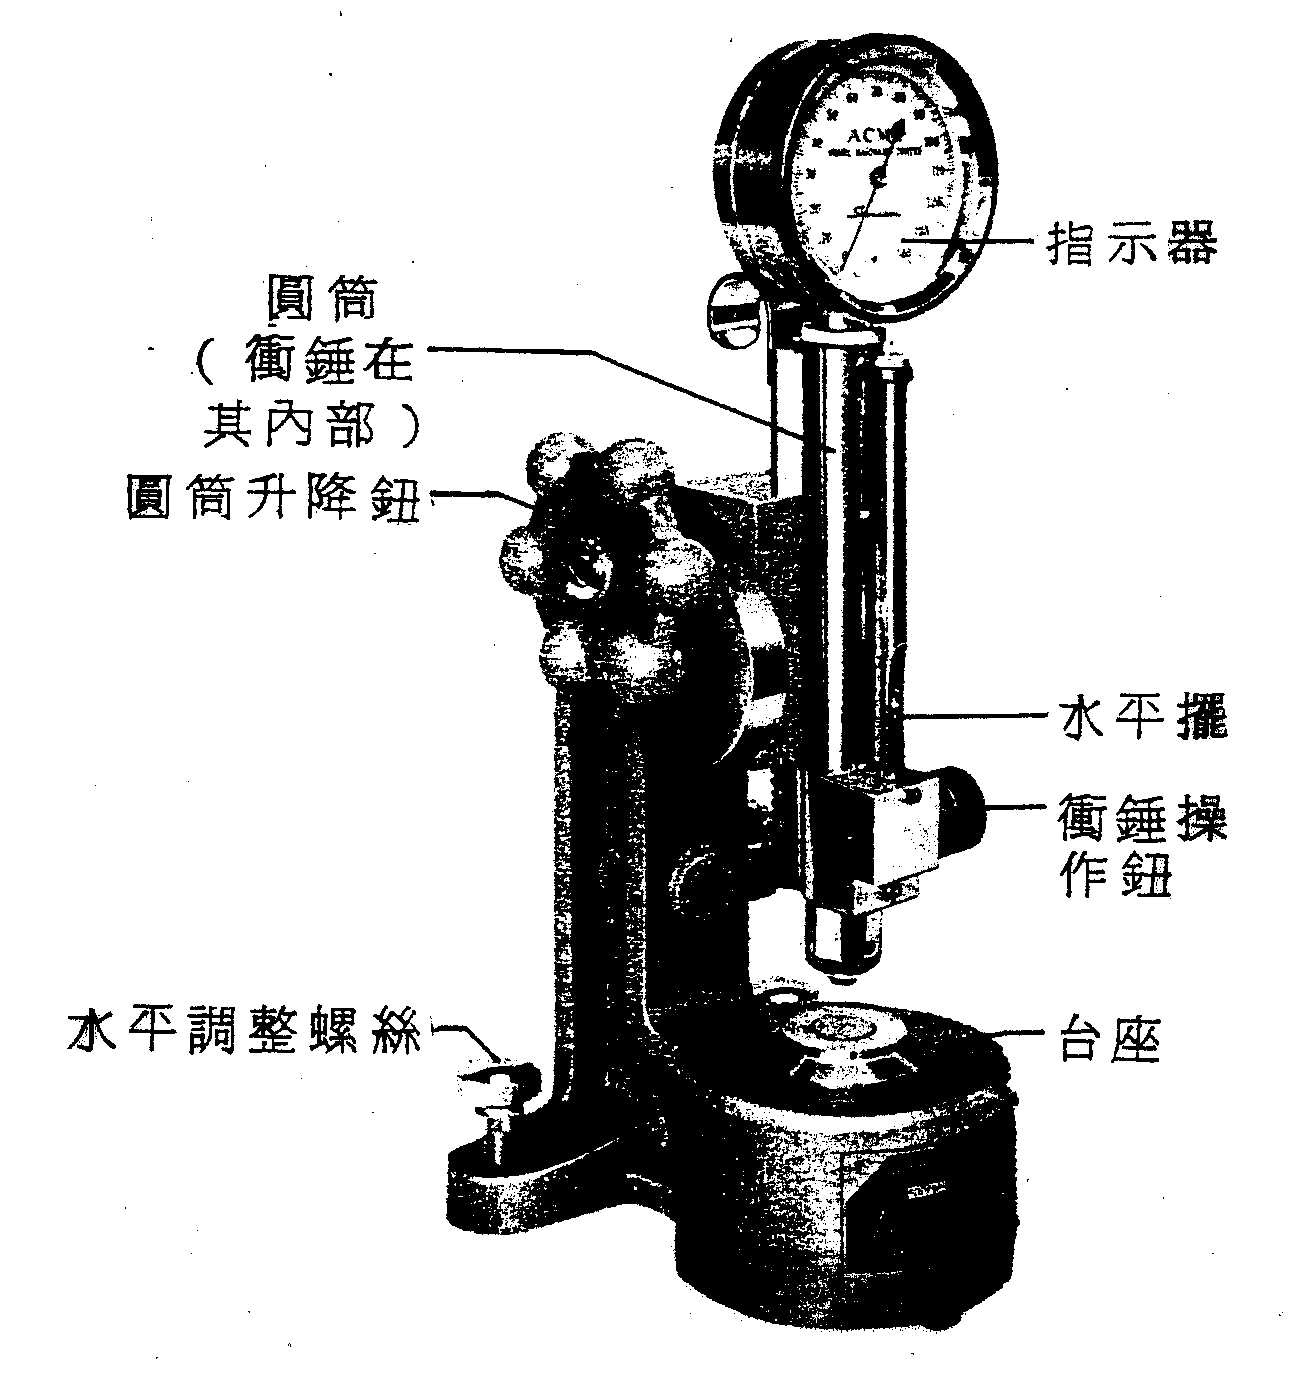 指示器
圓筒
(衝錘在
其內部)
圓筒升降鈕
水平擺
衝錘操
作鈕
水平調整螺絲
台座